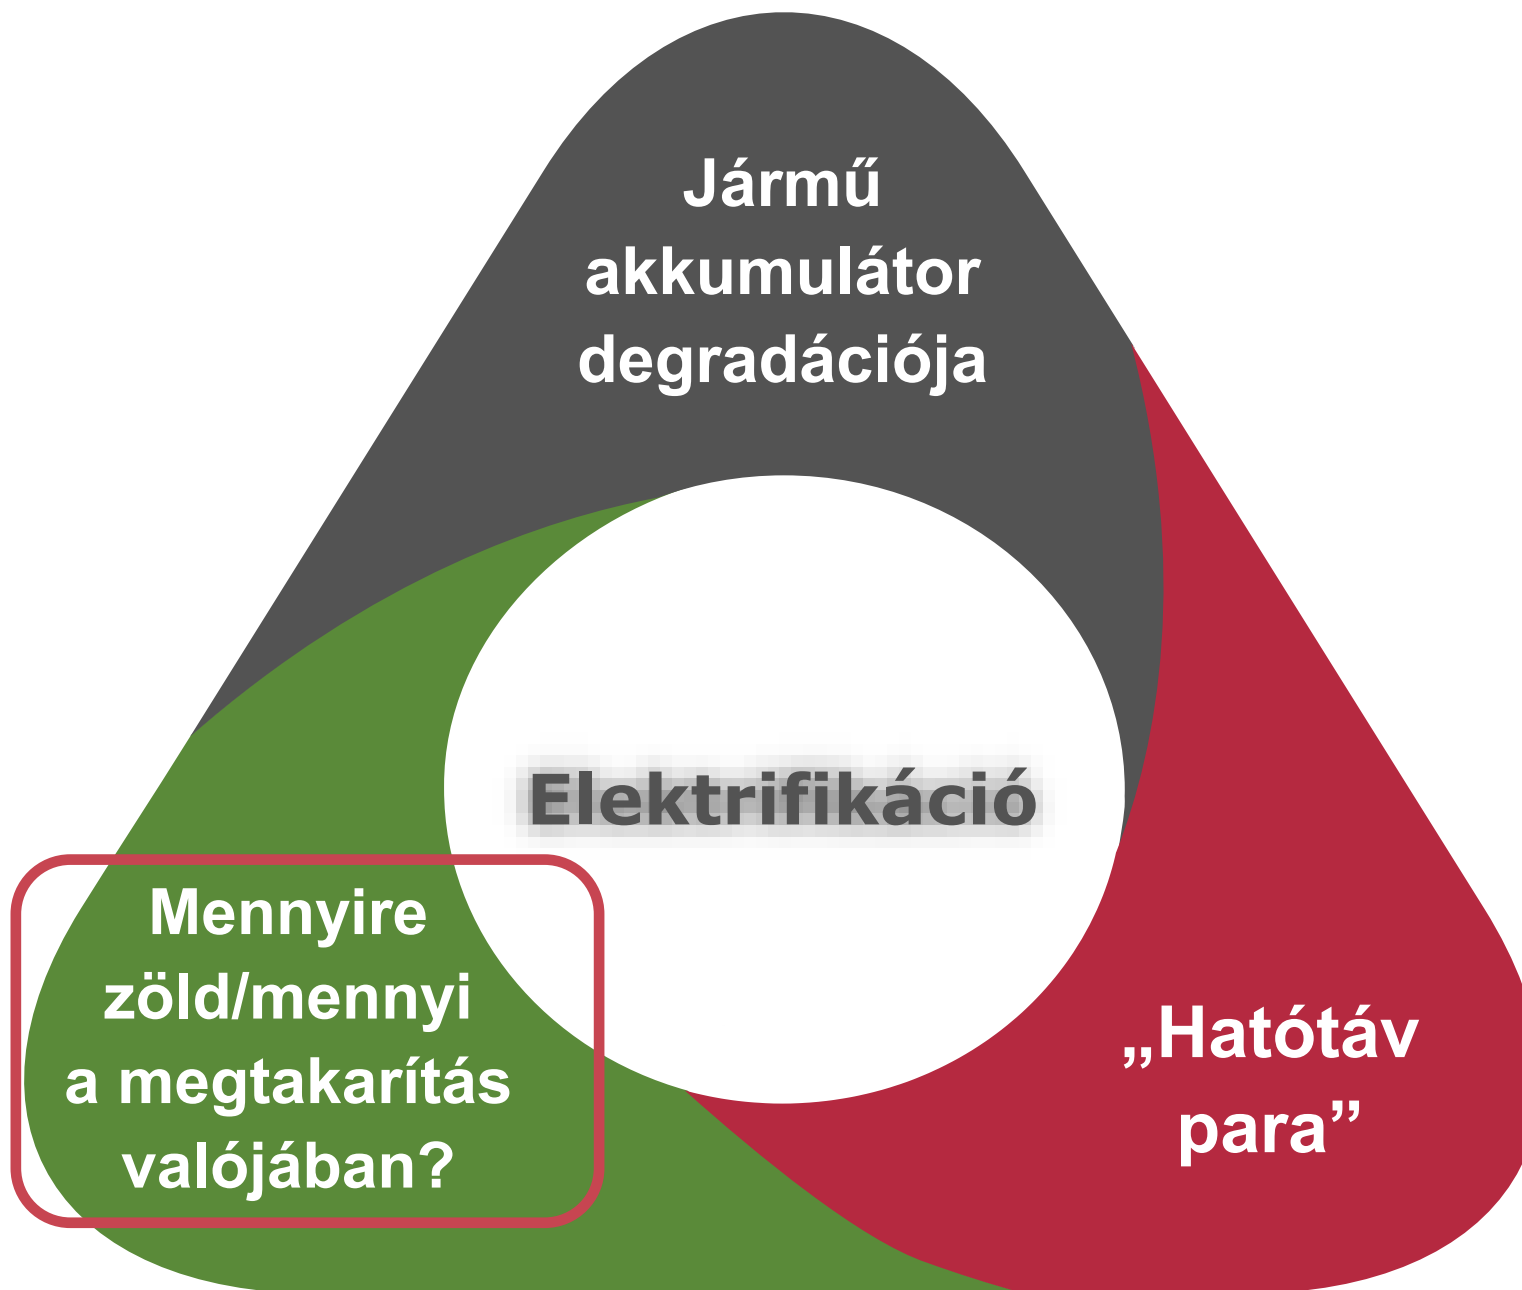 Jármű
akkumulátor
degradációja
Elektrifikáció
Mennyire
zöld/mennyi
a megtakarítás
valójában?
„Hatótáv
para”